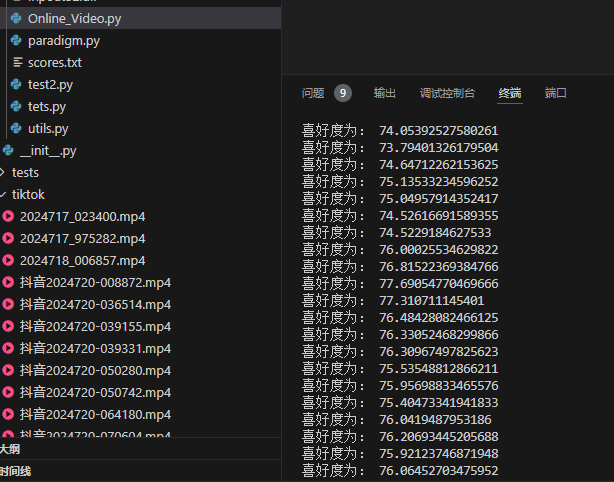 Online_Video.py
paradigm.py
scores.txt
test2.py
tets.py
utils.py
__init__.py
tests
tiktok
2024717_023400.mp4
2024717_975282.mp4
2024718_006857.mp4
抖音2024720-008872.mp4
抖音2024720-036514.mp4
抖音2024720-039155.mp4
抖音2024720-039331.mp4
抖音2024720-050280.mp4
抖音2024720-050742.mp4
抖音2024720-064180.mp4
抖音2024720-070604.mp4
大纲
时间线
问题 9 输出 调试控制台 终端 端口
喜好度为: 74.05392527580261
喜好度为: 73.79401326179504
喜好度为: 74.64712262153625
喜好度为: 75.13533234596252
喜好度为: 75.04957914352417
喜好度为: 74.52616691589355
喜好度为: 74.5229184627533
喜好度为: 76.00025534629822
喜好度为: 76.81522369384766
喜好度为: 77.69054770469666
喜好度为: 77.310711145401
喜好度为: 76.48428082466125
喜好度为: 76.33052468299866
喜好度为: 76.30967497825623
喜好度为: 75.53548812866211
喜好度为: 75.95698833465576
喜好度为: 75.40473341941833
喜好度为: 76.0419487953186
喜好度为: 76.20693445205688
喜好度为: 75.92123746871948
喜好度为: 76.06452703475952